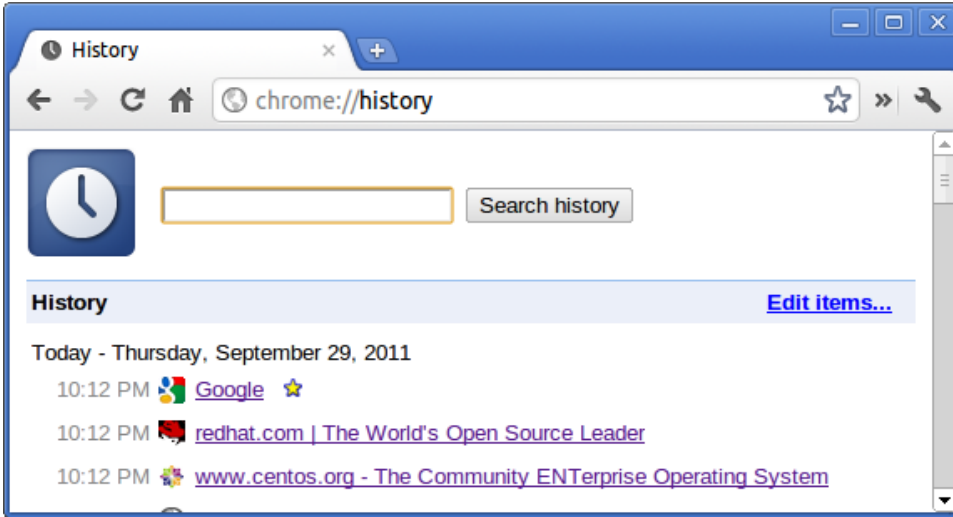 History
chrome://history
Search history
History Edit items...
Today - Thursday, September 29, 2011
10:12 PM Google
10:12 PM redhat.com | The World's Open Source Leader
10:12 PM www.centos.org - The Community ENTerprise Operating System